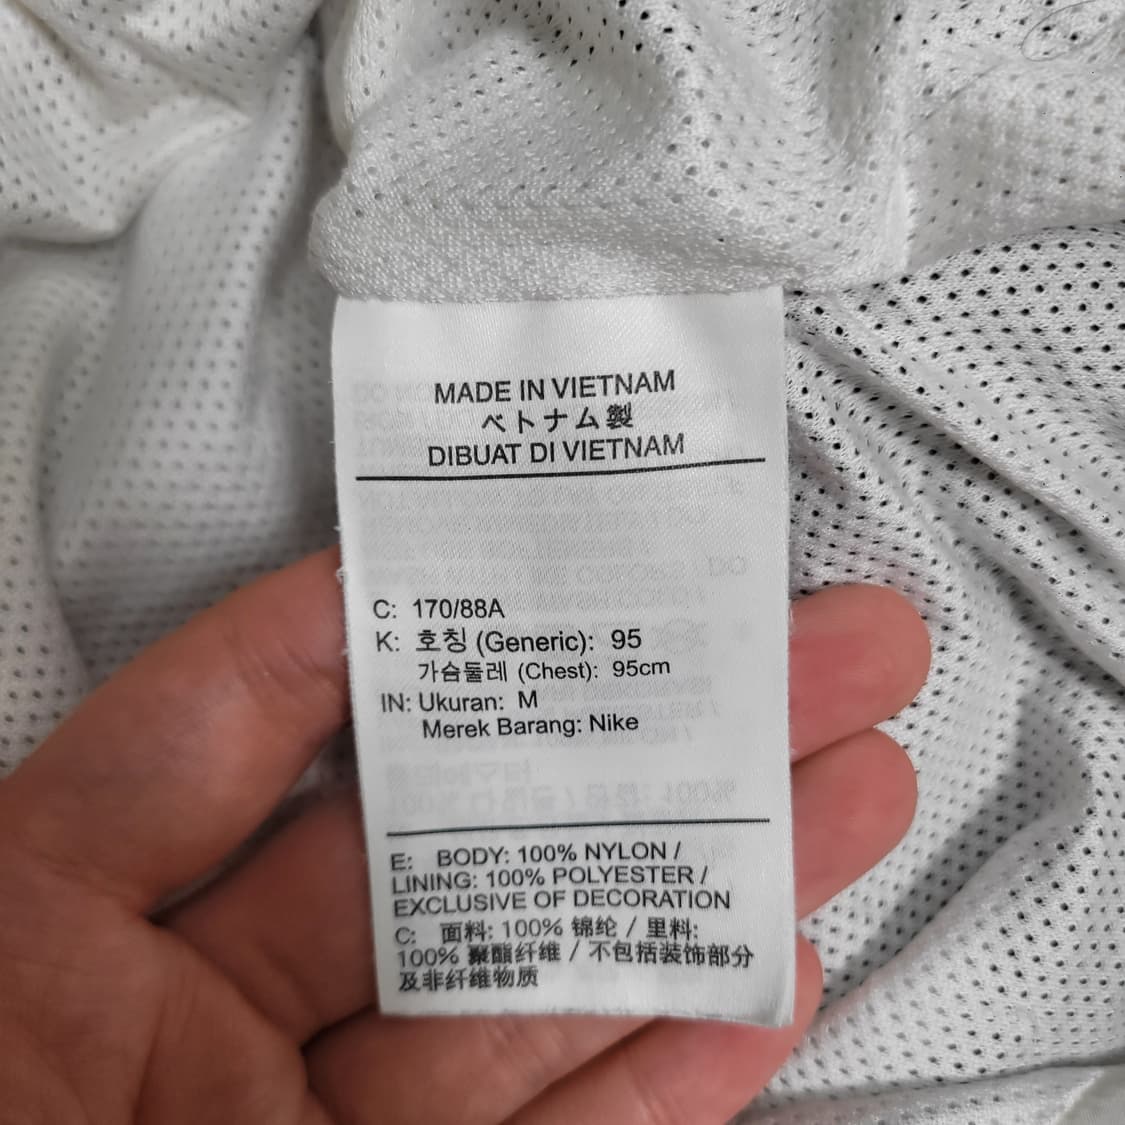 MADE IN VIETNAM
ベトナム製
DIBUAT DI VIETNAM
C: 170/88A
K: 호칭 (Generic): 95
가슴둘레 (Chest): 95cm
IN: Ukuran: M
Merek Barang: Nike
E: BODY: 100% NYLON /
LINING: 100% POLYESTER /
EXCLUSIVE OF DECORATION
C: 面料: 100% 锦纶 / 里料:
100% 聚酯纤维 / 不包括装饰部分
及非纤维物质